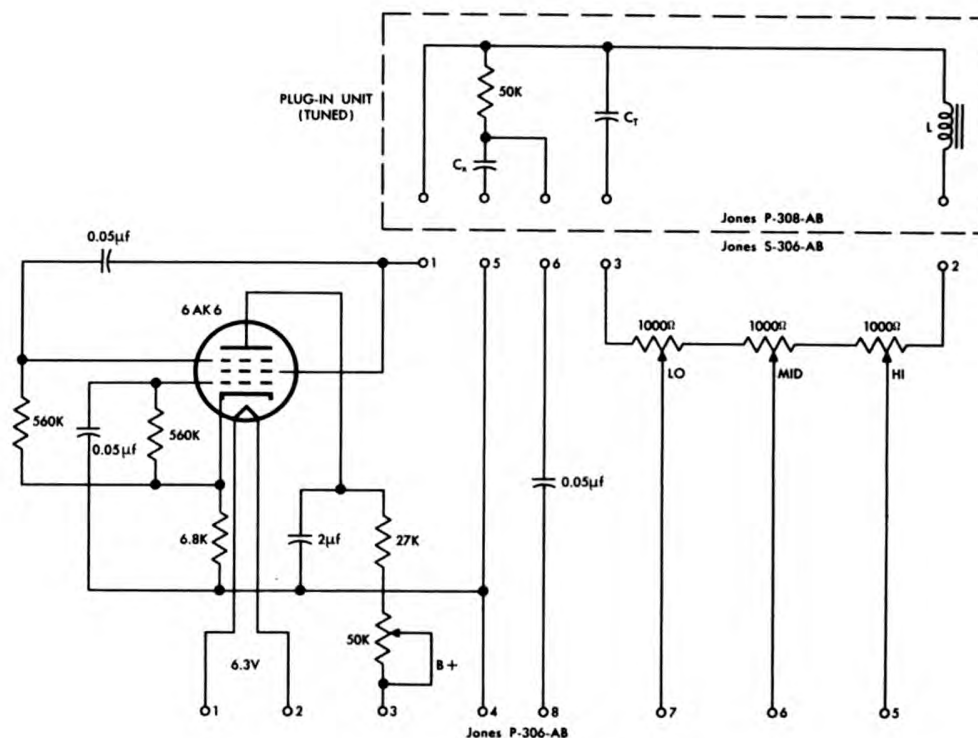 PLUG-IN UNIT
(TUNED)
50K
Cx
CT
L
Jones P-308-AB
Jones S-306-AB
0.05µf
1
5
6
3
2
6AK6
1000Ω
1000Ω
1000Ω
LO
MID
HI
560K
0.05µf
560K
0.05µf
6.8K
2µf
27K
50K
B+
6.3V
1
2
3
4
8
7
6
5
Jones P-306-AB